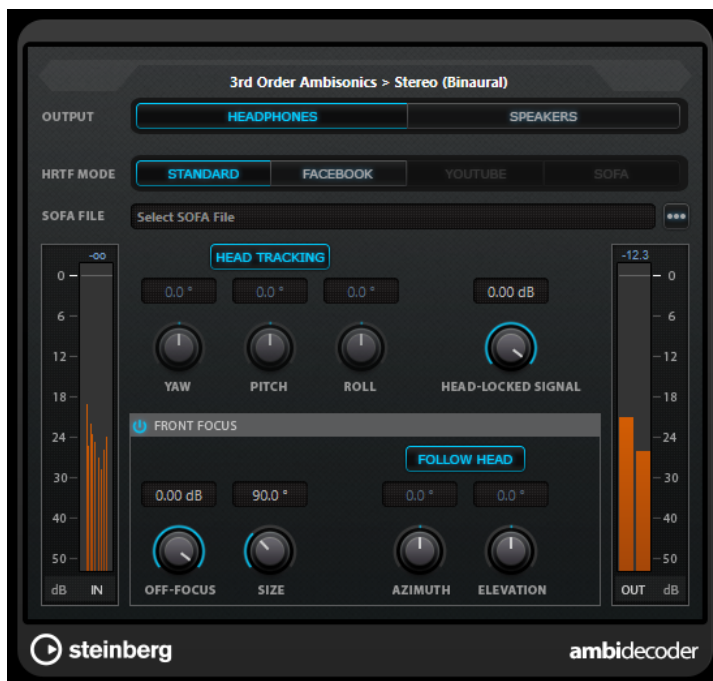 3rd Order Ambisonics > Stereo (Binaural)
OUTPUT HEADPHONES SPEAKERS
HRTF MODE STANDARD FACEBOOK YOUTUBE SOFA
SOFA FILE Select SOFA File •••
-∞ HEAD TRACKING -12.3
0 0
0.0 ° 0.0 ° 0.0 ° 0.00 dB
6 6
12 12
YAW PITCH ROLL HEAD-LOCKED SIGNAL
18 18
FRONT FOCUS
24 24
FOLLOW HEAD
30 30
0.00 dB 90.0 ° 0.0 ° 0.0 °
40 40
50 50
dB IN OFF-FOCUS SIZE AZIMUTH ELEVATION OUT dB
steinberg ambidecoder